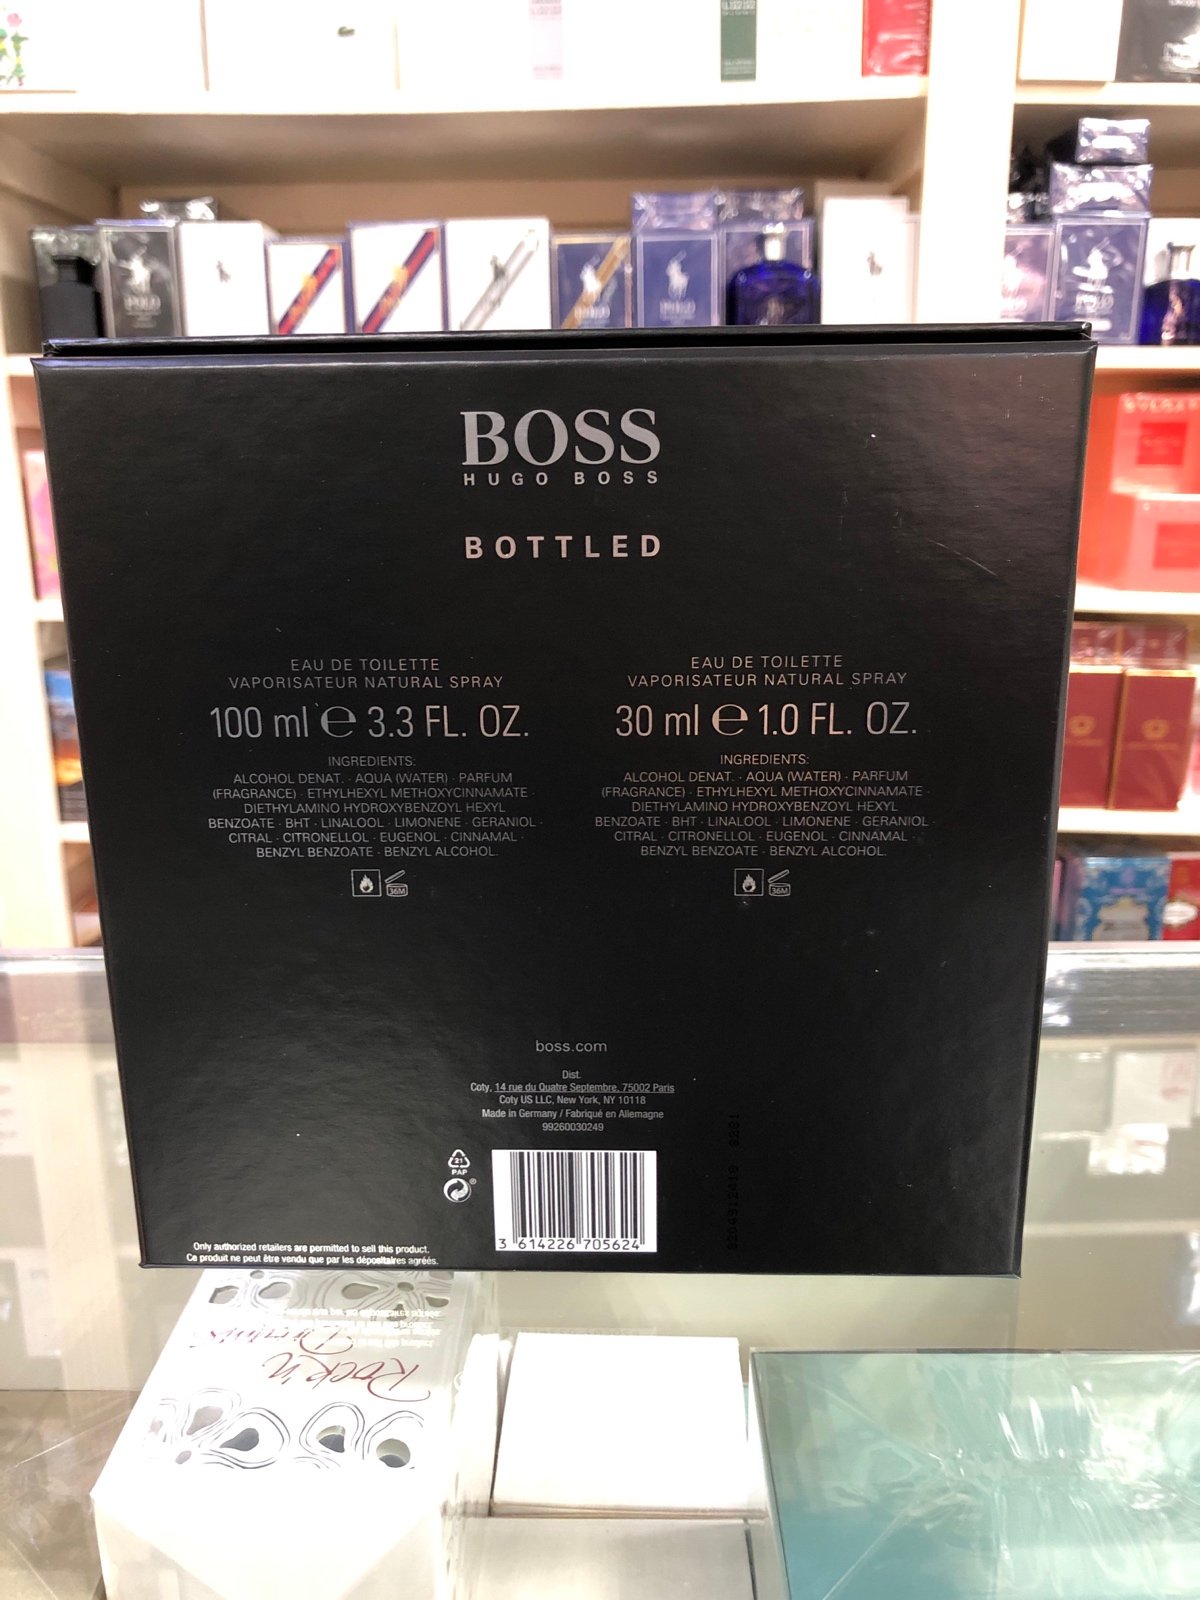 POLO
POLO
BOSS
HUGO BOSS
BOTTLED
EAU DE TOILETTE
VAPORISATEUR NATURAL SPRAY
100 ml ℮ 3.3 FL. OZ.
INGREDIENTS:
ALCOHOL DENAT. · AQUA (WATER) · PARFUM
(FRAGRANCE) · ETHYLHEXYL METHOXYCINNAMATE ·
DIETHYLAMINO HYDROXYBENZOYL HEXYL
BENZOATE · BHT · LINALOOL · LIMONENE · GERANIOL ·
CITRAL · CITRONELLOL · EUGENOL · CINNAMAL ·
BENZYL BENZOATE · BENZYL ALCOHOL.
36M
EAU DE TOILETTE
VAPORISATEUR NATURAL SPRAY
30 ml ℮ 1.0 FL. OZ.
INGREDIENTS:
ALCOHOL DENAT. · AQUA (WATER) · PARFUM
(FRAGRANCE) · ETHYLHEXYL METHOXYCINNAMATE ·
DIETHYLAMINO HYDROXYBENZOYL HEXYL
BENZOATE · BHT · LINALOOL · LIMONENE · GERANIOL ·
CITRAL · CITRONELLOL · EUGENOL · CINNAMAL ·
BENZYL BENZOATE · BENZYL ALCOHOL.
36M
boss.com
Dist.
Coty, 14 rue du Quatre Septembre, 75002 Paris
Coty US LLC, New York, NY 10118
Made in Germany / Fabriqué en Allemagne
99260030249
21
PAP
3 614226 705624
Only authorized retailers are permitted to sell this product.
Ce produit ne peut être vendu que par les dépositaires agréés.
Rock'n